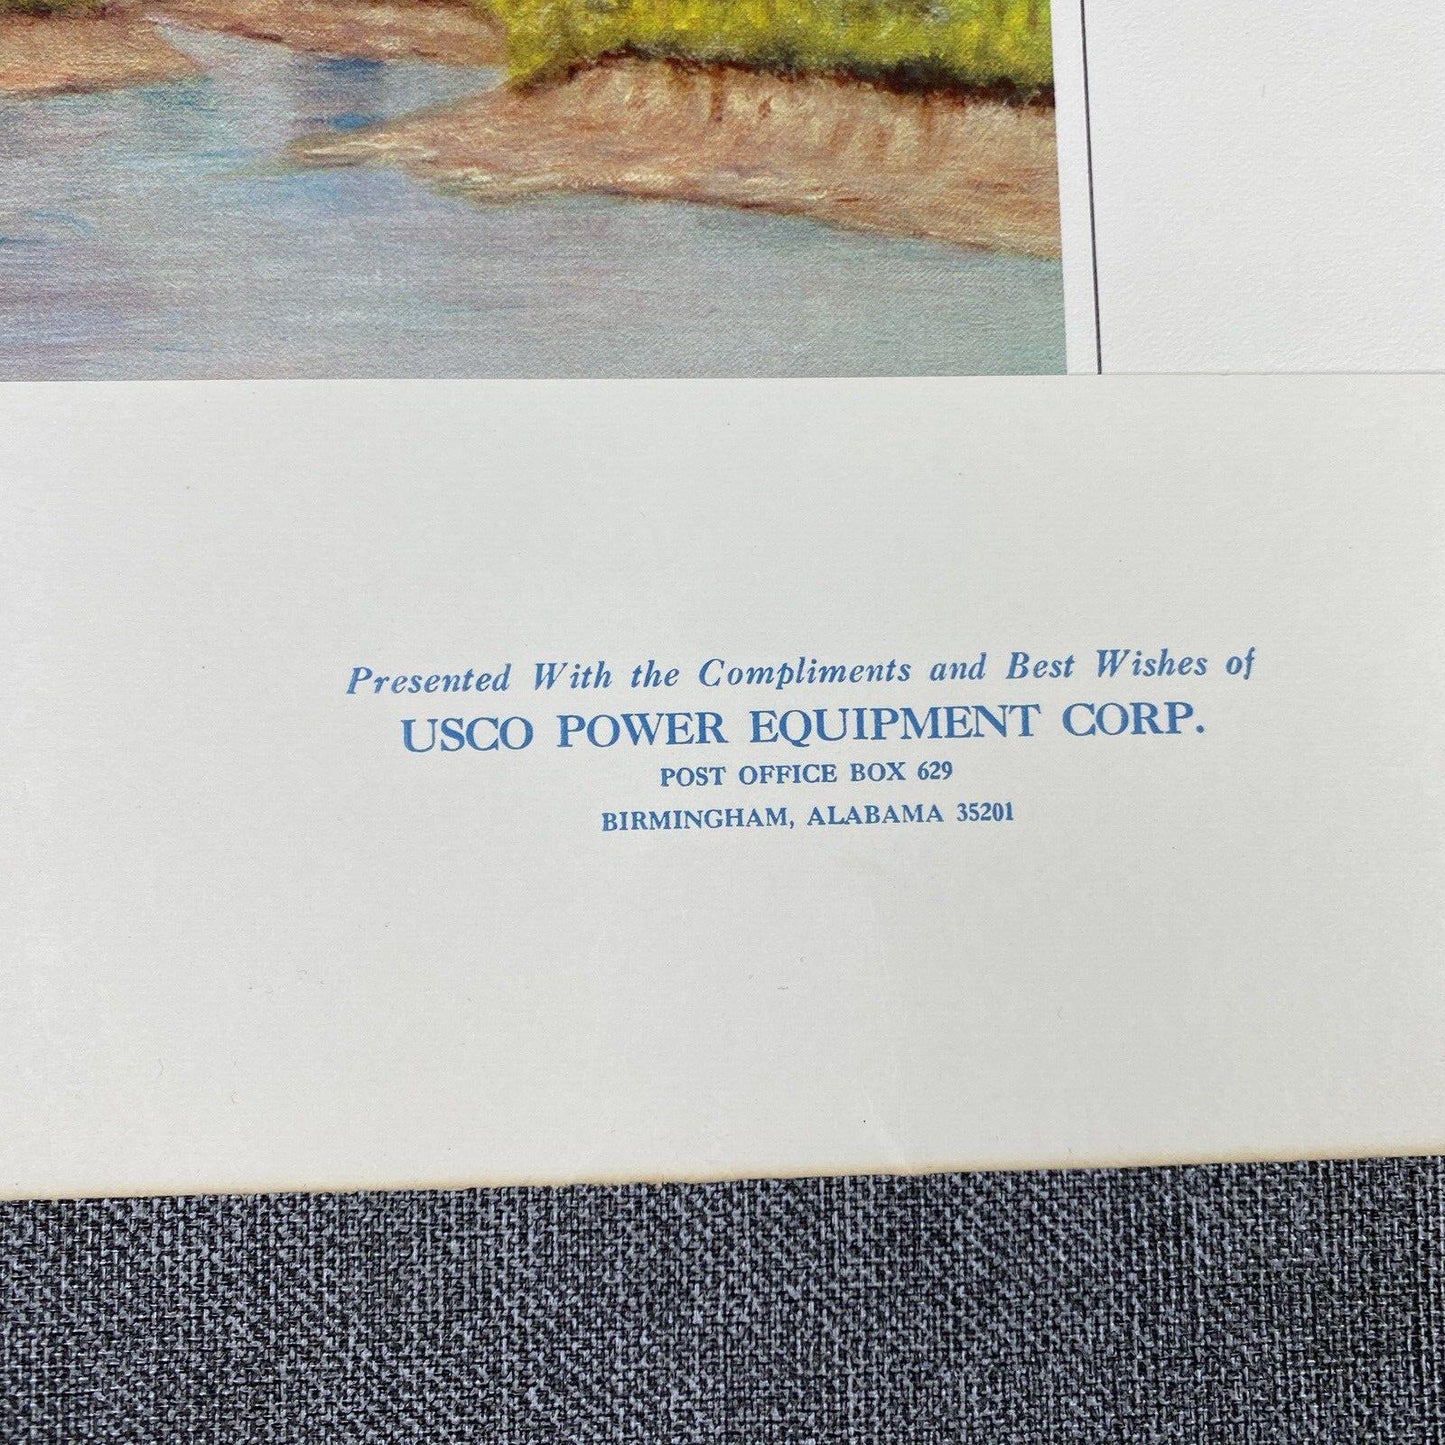 Presented With the Compliments and Best Wishes of
USCO POWER EQUIPMENT CORP.
POST OFFICE BOX 629
BIRMINGHAM, ALABAMA 35201